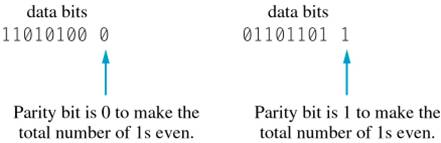 data bits
11010100 0
Parity bit is 0 to make the
total number of 1s even.
data bits
01101101 1
Parity bit is 1 to make the
total number of 1s even.